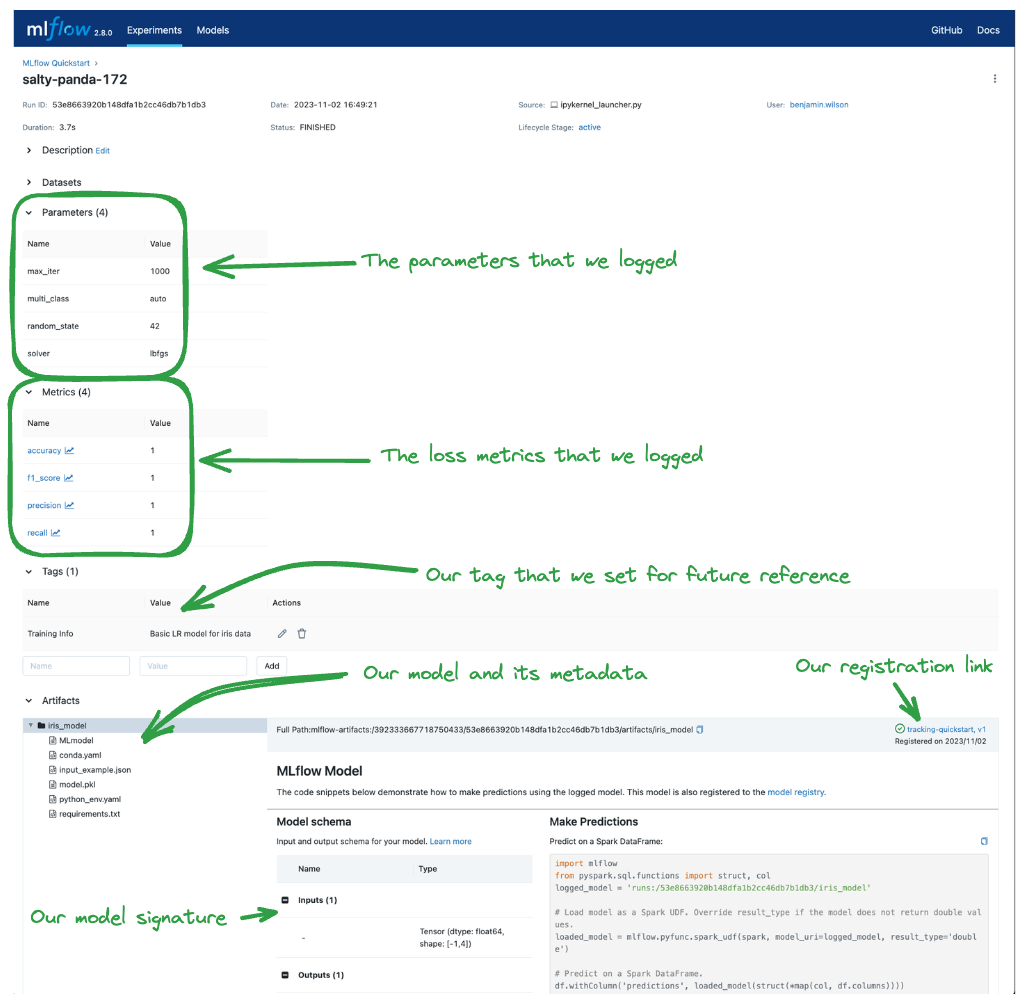 mlflow 2.8.0 Experiments Models GitHub Docs
MLflow Quickstart >
salty-panda-172
Run ID: 53e8663920b148dfa1b2cc46db7b1db3 Date: 2023-11-02 16:49:21 Source: ipykernel_launcher.py User: benjamin.wilson
Duration: 3.7s Status: FINISHED Lifecycle Stage: active
Description Edit
Datasets
Parameters (4)
Name Value
The parameters that we logged
max_iter 1000
multi_class auto
random_state 42
solver lbfgs
Metrics (4)
Name Value
accuracy 1
The loss metrics that we logged
f1_score 1
precision 1
recall 1
Tags (1)
Our tag that we set for future reference
Name Value Actions
Training Info Basic LR model for iris data
Name Value Add
Our model and its metadata
Our registration link
Artifacts
iris_model
MLmodel
conda.yaml
input_example.json
model.pkl
python_env.yaml
requirements.txt
Full Path:mlflow-artifacts:/392333667718750433/53e8663920b148dfa1b2cc46db7b1db3/artifacts/iris_model
tracking-quickstart, v1
Registered on 2023/11/02
MLflow Model
The code snippets below demonstrate how to make predictions using the logged model. This model is also registered to the model registry.
Model schema
Input and output schema for your model. Learn more
Name Type
Inputs (1)
Our model signature
- Tensor (dtype: float64,
shape: [-1,4])
Outputs (1)
Make Predictions
Predict on a Spark DataFrame:
import mlflow
from pyspark.sql.functions import struct, col
logged_model = 'runs:/53e8663920b148dfa1b2cc46db7b1db3/iris_model'
# Load model as a Spark UDF. Override result_type if the model does not return double val
ues.
loaded_model = mlflow.pyfunc.spark_udf(spark, model_uri=logged_model, result_type='doubl
e')
# Predict on a Spark DataFrame.
df.withColumn('predictions', loaded_model(struct(*map(col, df.columns))))